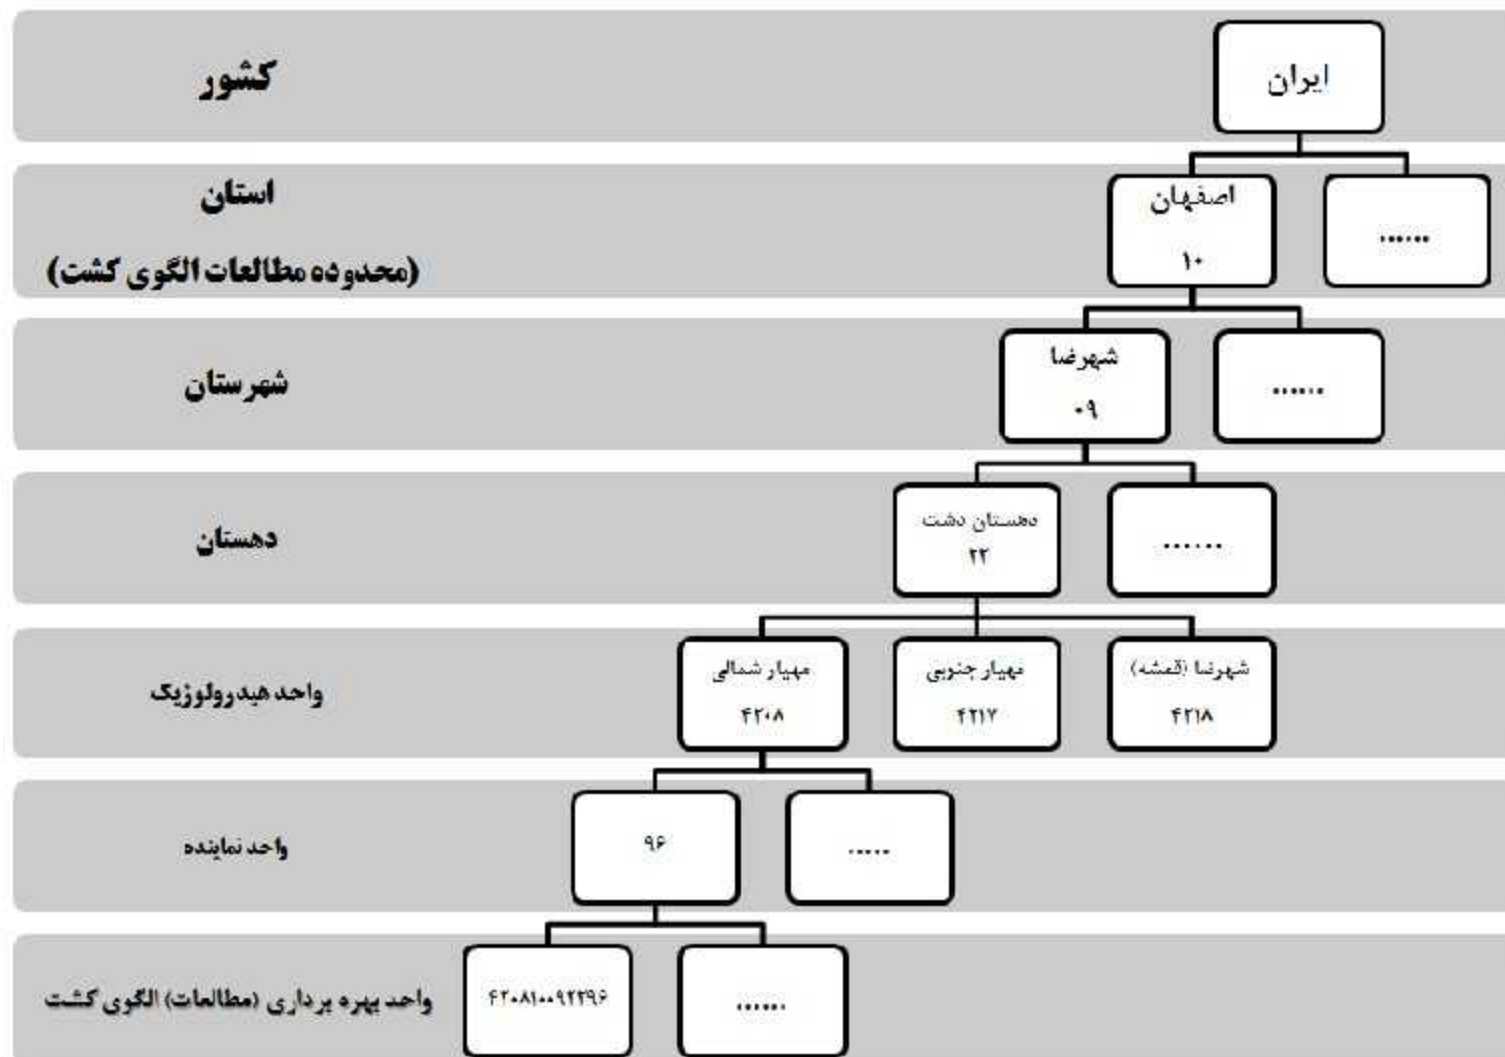 کشور
ایران
استان
(محدوده مطالعات الگوی کشت)
اصفهان
۱۰
......
شهرستان
شهرضا
۰۹
......
دهستان
دهستان دشت
۲۲
......
واحد هیدرولوژیک
شهرضا (قمشه)
۴۲۱۸
مهیار جنوبی
۴۲۱۷
مهیار شمالی
۴۲۰۸
واحد نماینده
۹۶
.....
واحد بهره برداری (مطالعات) الگوی کشت
۴۲۰۸۱۰۰۹۲۲۹۶
......